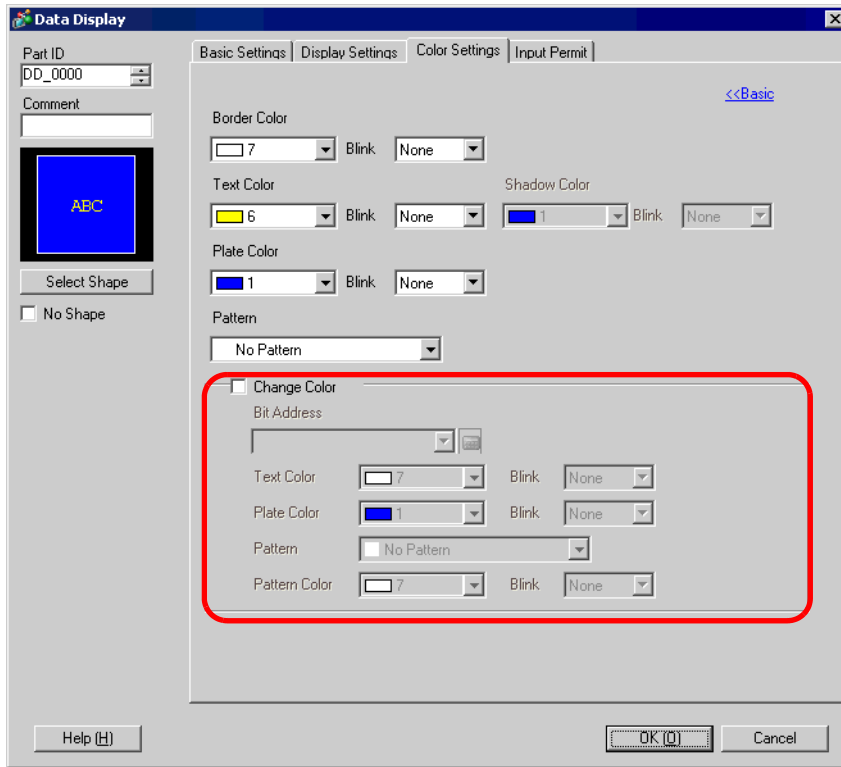 Data Display
Part ID
DD_0000
Comment
ABC
Select Shape
No Shape
Basic Settings Display Settings Color Settings Input Permit
<<Basic
Border Color
7 Blink None
Text Color Shadow Color
6 Blink None 1 Blink None
Plate Color
1 Blink None
Pattern
No Pattern
Change Color
Bit Address
Text Color 7 Blink None
Plate Color 1 Blink None
Pattern No Pattern
Pattern Color 7 Blink None
Help (H) OK (O) Cancel